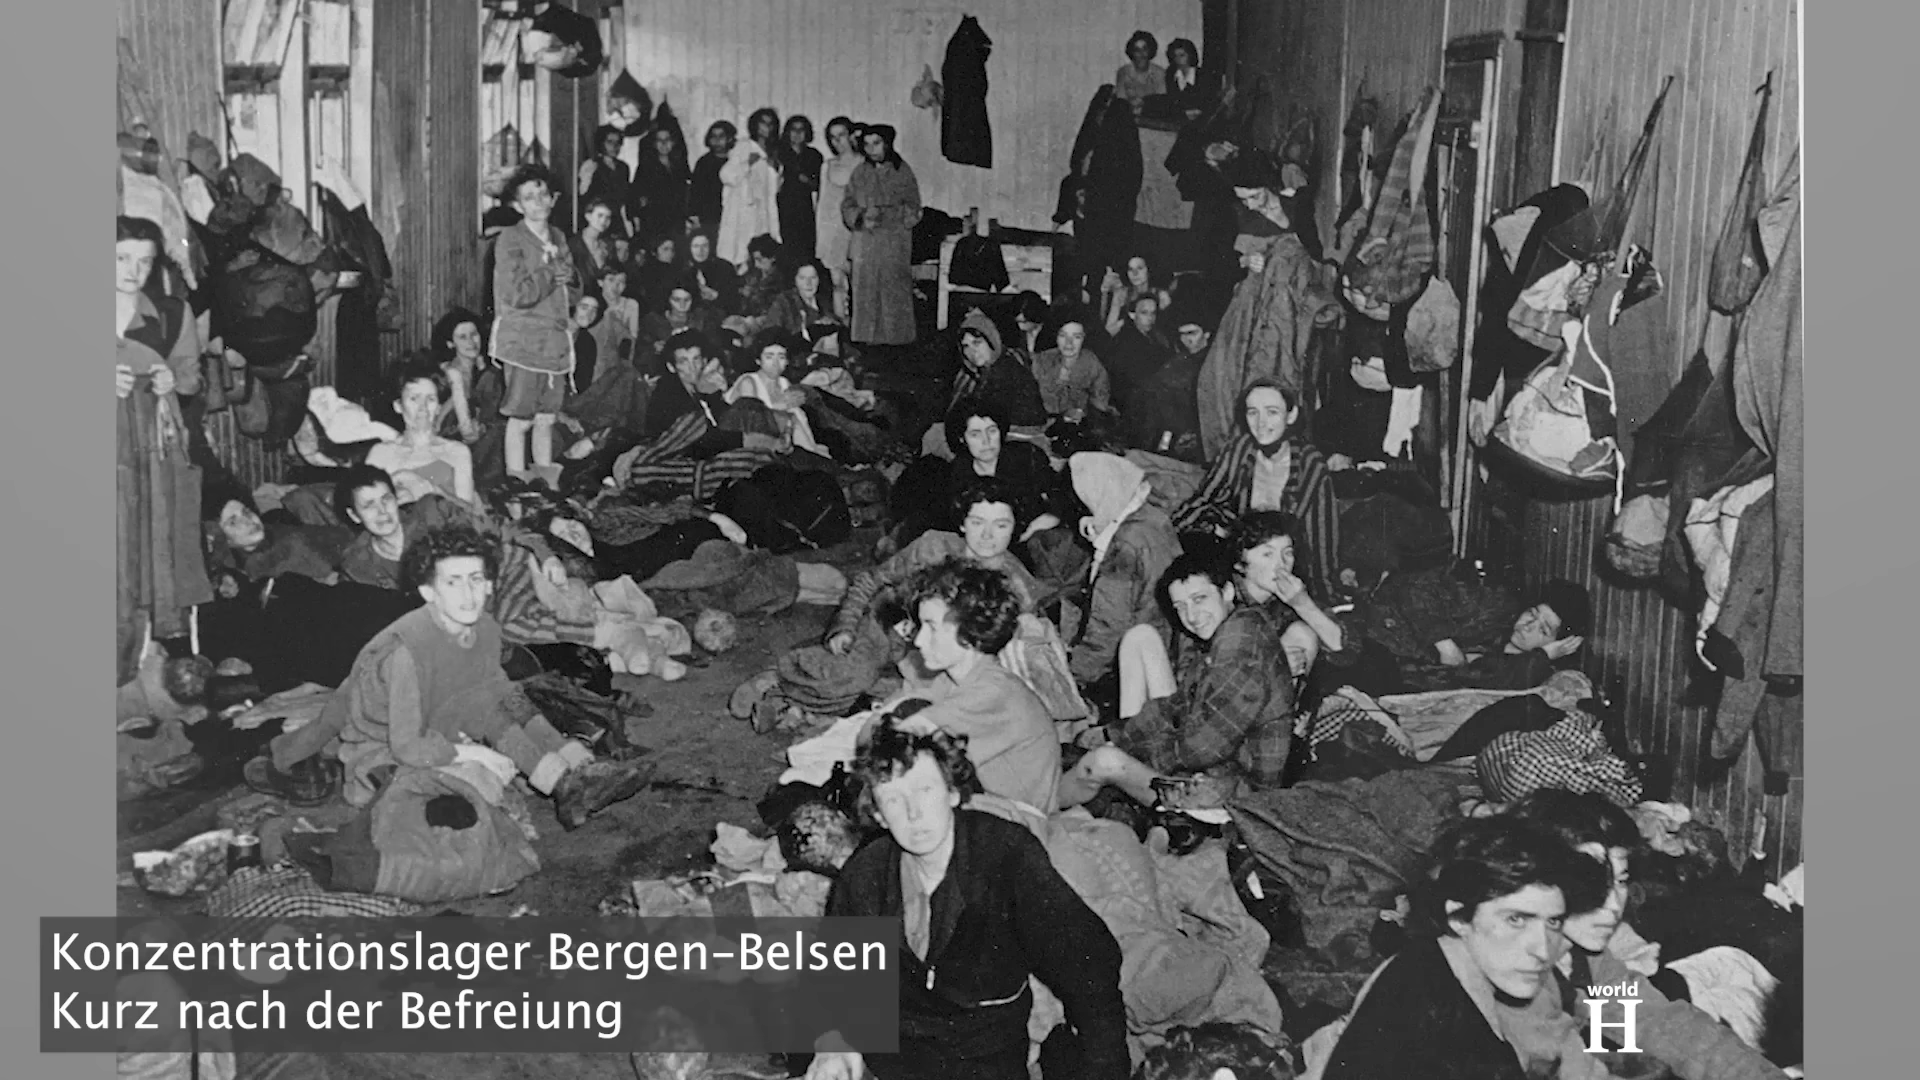 Konzentrationslager Bergen-Belsen
Kurz nach der Befreiung
world
H